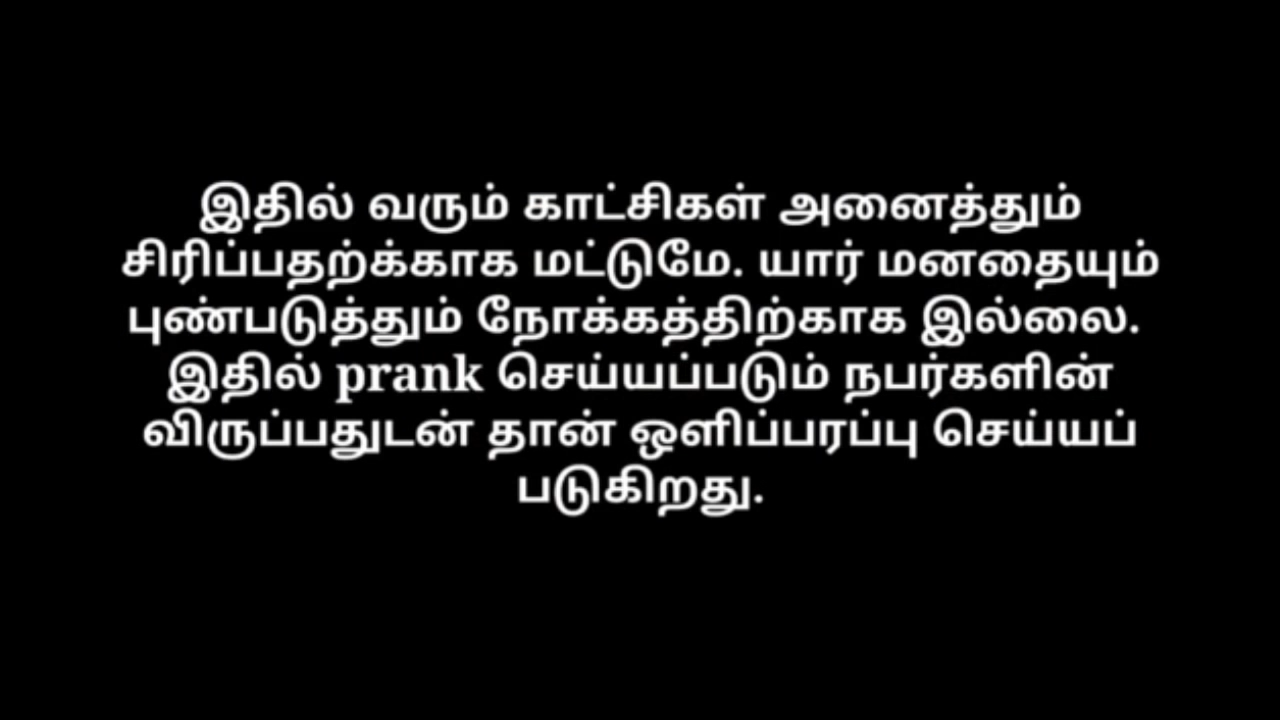 இதில் வரும் காட்சிகள் அனைத்தும்
சிரிப்பதற்க்காக மட்டுமே. யார் மனதையும்
புண்படுத்தும் நோக்கத்திற்காக இல்லை.
இதில் prank செய்யப்படும் நபர்களின்
விருப்பதுடன் தான் ஒளிப்பரப்பு செய்யப்
படுகிறது.